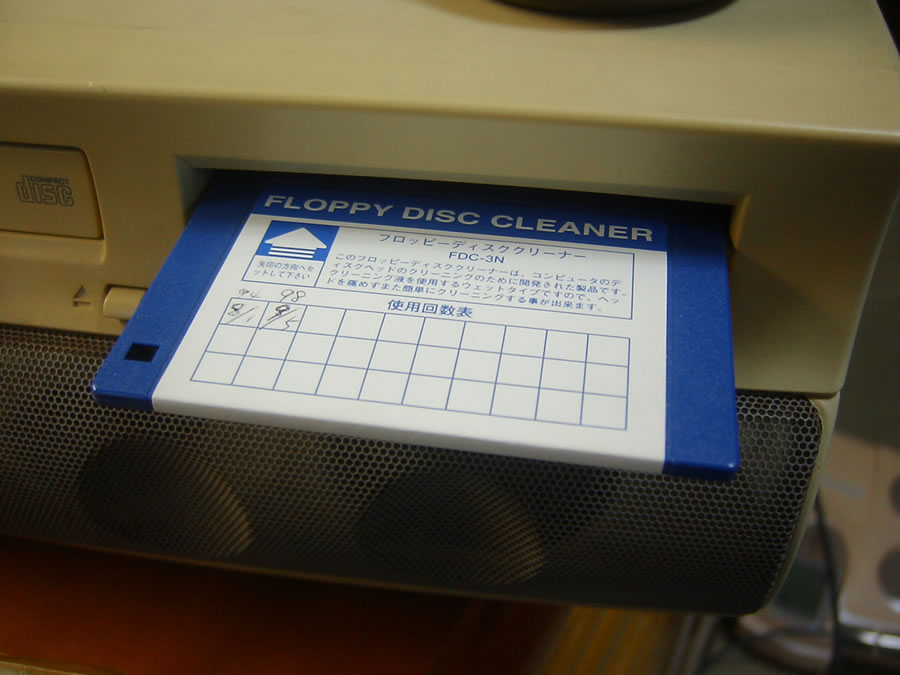 COMPACT
disc
FLOPPY DISC CLEANER
フロッピーディスククリーナー
FDC-3N
矢印の方向へセ
ットして下さい
このフロッピーディスククリーナーは、コンピュータのデ
ィスクヘッドのクリーニングのために開発された製品です。
クリーニング液を使用するウェットタイプですので、ヘッ
ドを痛めずまた簡単にクリーニングする事が出来ます。
使用回数表
94 98
8/1 9/5